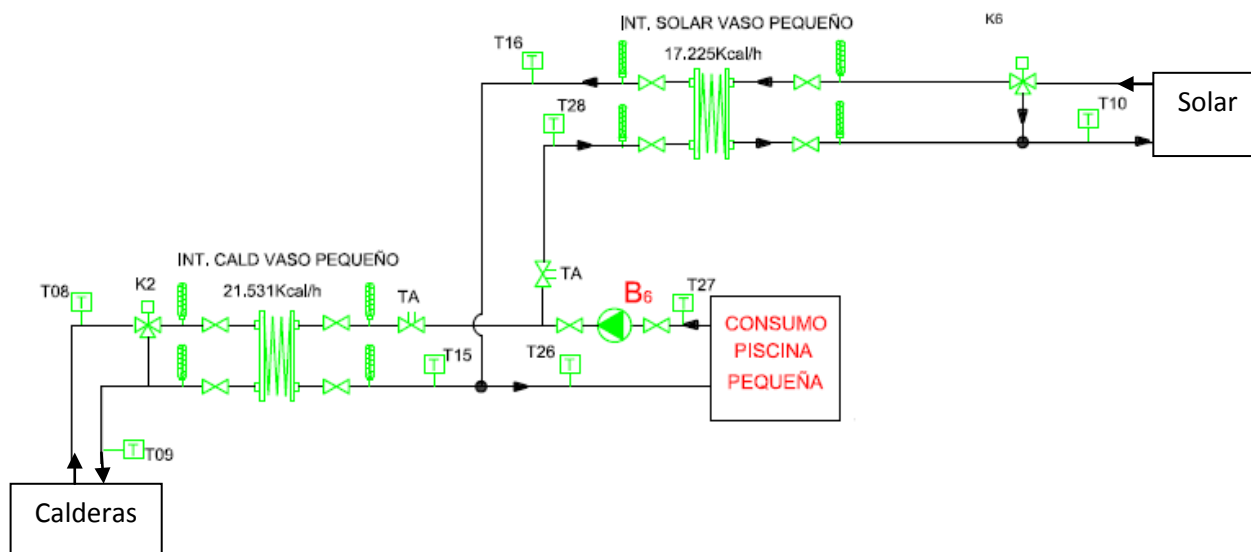 INT. SOLAR VASO PEQUEÑO
K6
T16
17.225Kcal/h
T
T28
T
T10
T
Solar
INT. CALD VASO PEQUEÑO
K2
21.531Kcal/h
TA
TA
T08
T
B6
T27
T
CONSUMO
PISCINA
PEQUEÑA
T15
T
T26
T
T
T09
Calderas